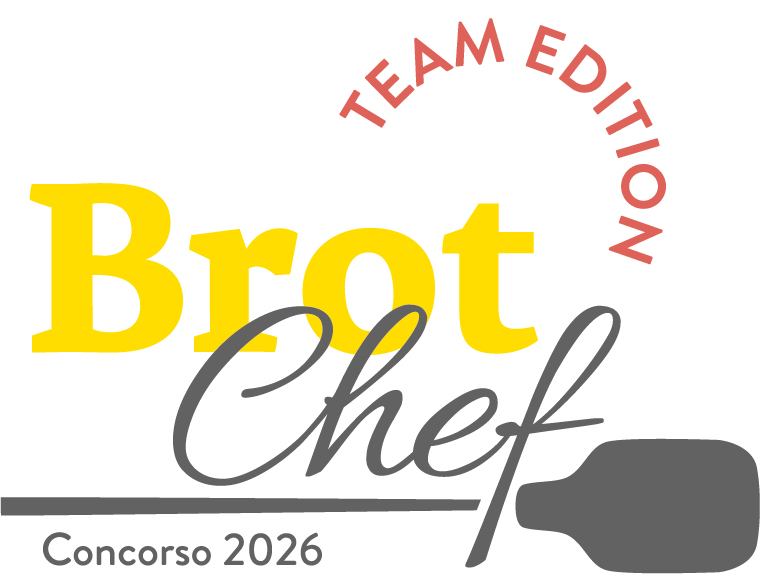 TEAM EDITION
Brot
Chef
Concorso 2026